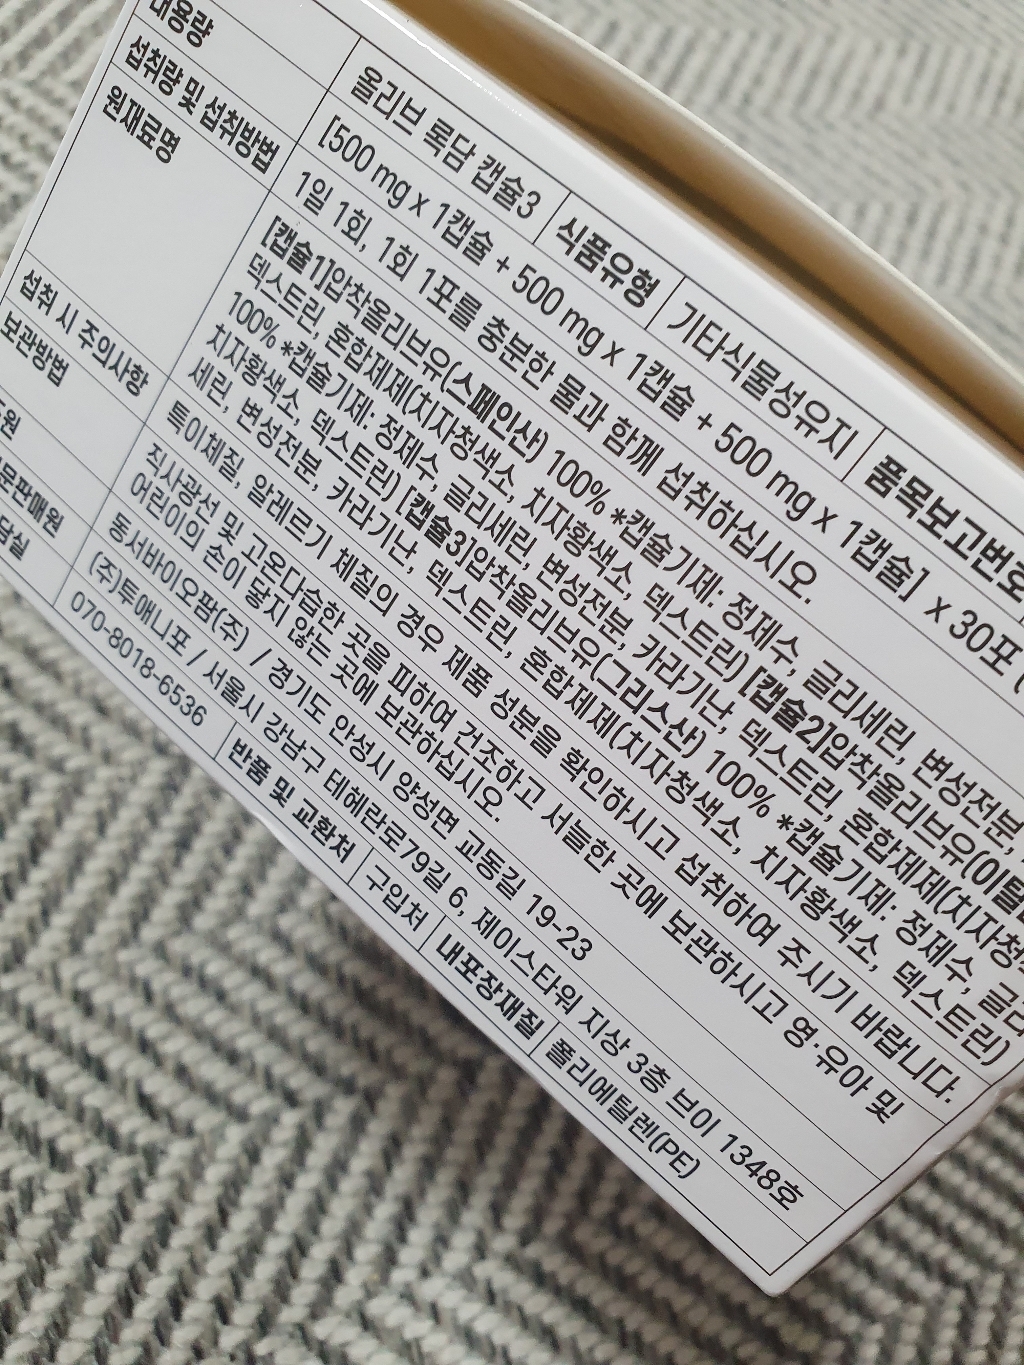 올리브 록담 캡슐3 식품유형 기타식물성유지 품목보고번호
내용량 [500 mg x 1캡슐 + 500 mg x 1캡슐 + 500 mg x 1캡슐] x 30포 (
섭취량 및 섭취방법 1일 1회, 1회 1포를 충분한 물과 함께 섭취하십시오.
원재료명 [캡슐1]압착올리브유(스페인산) 100% *캡슐기제: 정제수, 글리세린, 변성전분,
덱스트린, 혼합제제(치자청색소, 치자황색소, 덱스트린) [캡슐2]압착올리브유(이탈
100% *캡슐기제: 정제수, 글리세린, 변성전분, 카라기난, 덱스트린, 혼합제제(치자청
치자황색소, 덱스트린) [캡슐3]압착올리브유(그리스산) 100% *캡슐기제: 정제수, 글리
세린, 변성전분, 카라기난, 덱스트린, 혼합제제(치자청색소, 치자황색소, 덱스트린)
섭취 시 주의사항 특이체질, 알레르기 체질의 경우 제품 성분을 확인하시고 섭취하여 주시기 바랍니다.
보관방법 직사광선 및 고온다습한 곳을 피하여 건조하고 서늘한 곳에 보관하시고 영·유아 및
어린이의 손이 닿지 않는 곳에 보관하십시오.
원 동서바이오팜(주) / 경기도 안성시 양성면 교동길 19-23
문판매원 (주)투애니포 / 서울시 강남구 테헤란로79길 6, 제이스타워 지상 3층 브이 1348호
담실 070-8018-6536 반품 및 교환처 구입처 내포장재질 폴리에틸렌(PE)